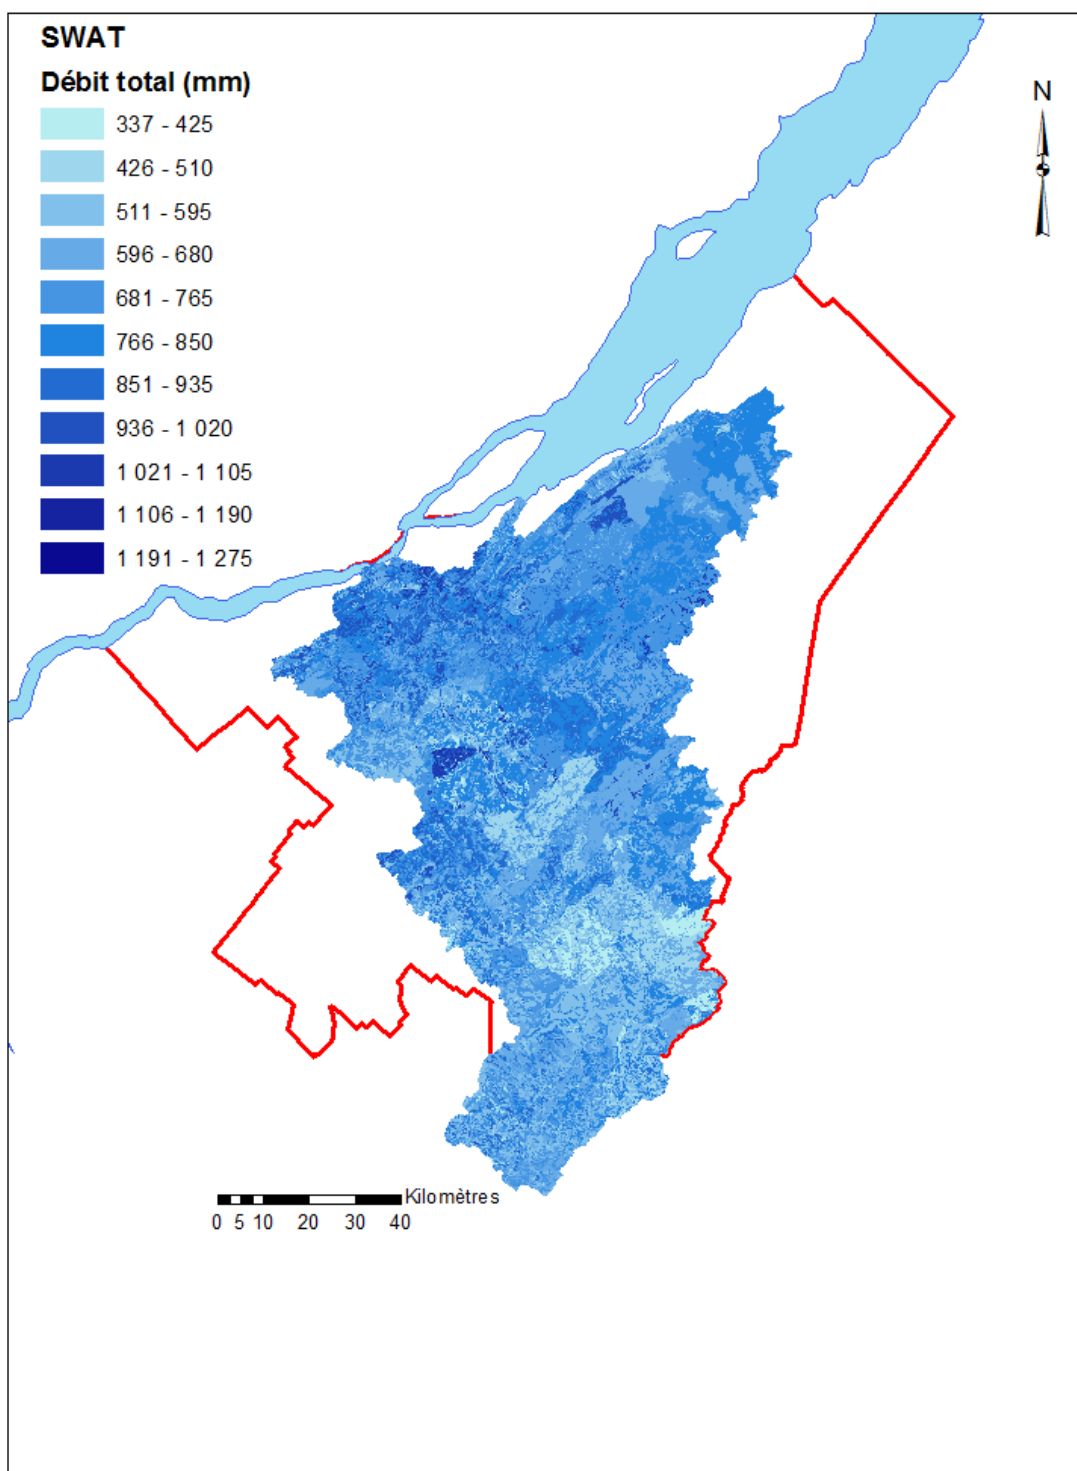 SWAT
Débit total (mm)
337 - 425
426 - 510
511 - 595
596 - 680
681 - 765
766 - 850
851 - 935
936 - 1 020
1 021 - 1 105
1 106 - 1 190
1 191 - 1 275
N
Kilomètres
0 5 10 20 30 40